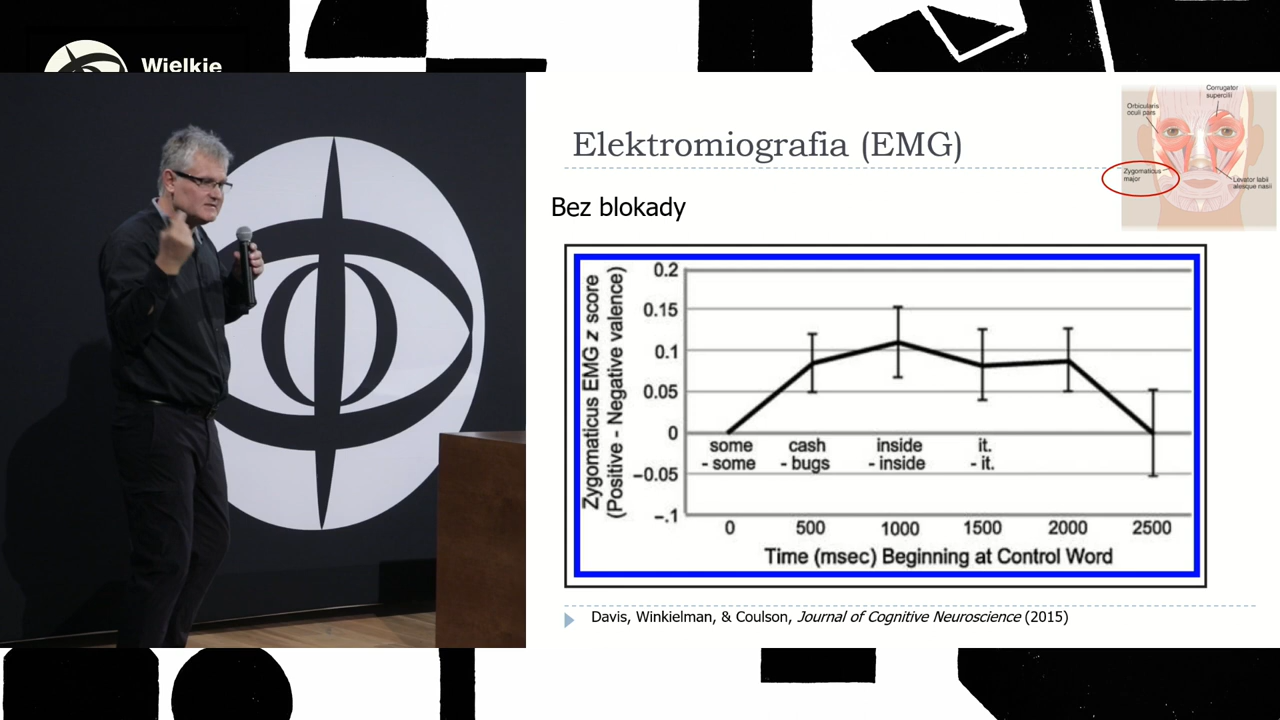 Wielkie
Elektromiografia (EMG)
Corrugator
supercilii
Orbicularis
oculi pars
Zygomaticus
major
Levator labii
alesque nasii
Bez blokady
Zygomaticus EMG z score
(Positive - Negative valence)
0.2
0.15
0.1
0.05
0
−0.05
−.1
some
- some
cash
- bugs
inside
- inside
it.
- it.
0 500 1000 1500 2000 2500
Time (msec) Beginning at Control Word
Davis, Winkielman, & Coulson, Journal of Cognitive Neuroscience (2015)